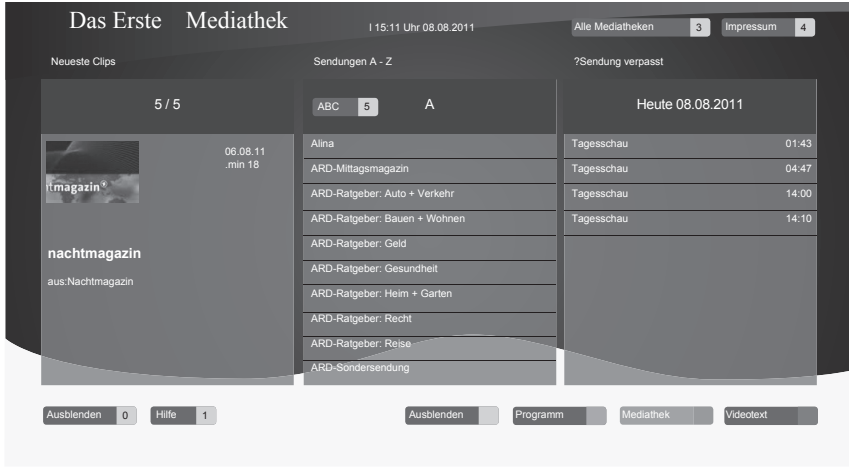 Das Erste Mediathek
I 15:11 Uhr 08.08.2011
Alle Mediatheken 3
Impressum 4
Neueste Clips
5 / 5
06.08.11
.min 18
tmagazin
nachtmagazin
aus:Nachtmagazin
Sendungen A - Z
ABC 5
A
Alina
ARD-Mittagsmagazin
ARD-Ratgeber: Auto + Verkehr
ARD-Ratgeber: Bauen + Wohnen
ARD-Ratgeber: Geld
ARD-Ratgeber: Gesundheit
ARD-Ratgeber: Heim + Garten
ARD-Ratgeber: Recht
ARD-Ratgeber: Reise
ARD-Sondersendung
?Sendung verpasst
Heute 08.08.2011
Tagesschau 01:43
Tagesschau 04:47
Tagesschau 14:00
Tagesschau 14:10
Ausblenden 0
Hilfe 1
Ausblenden
Programm
Mediathek
Videotext